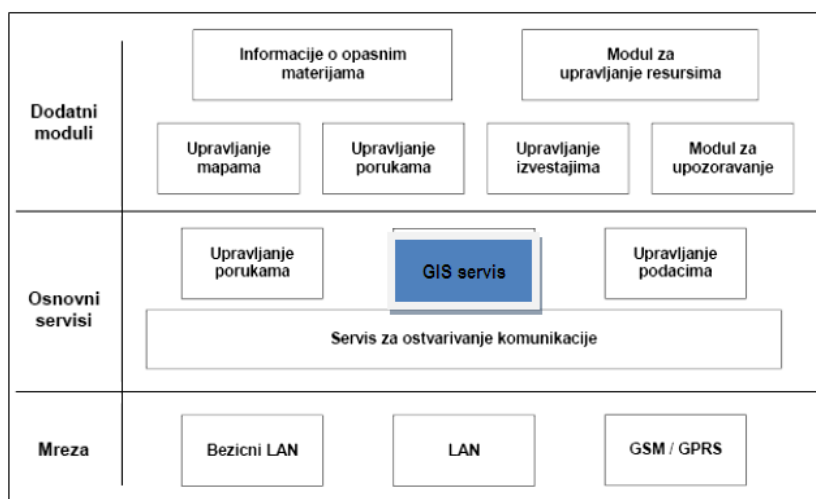 Dodatni
moduli
Informacije o opasnim
materijama
Modul za
upravljanje resursima
Upravljanje
mapama
Upravljanje
porukama
Upravljanje
izvestajima
Modul za
upozoravanje
Osnovni
servisi
Upravljanje
porukama
GIS servis
Upravljanje
podacima
Servis za ostvarivanje komunikacije
Mreza
Bezicni LAN
LAN
GSM / GPRS